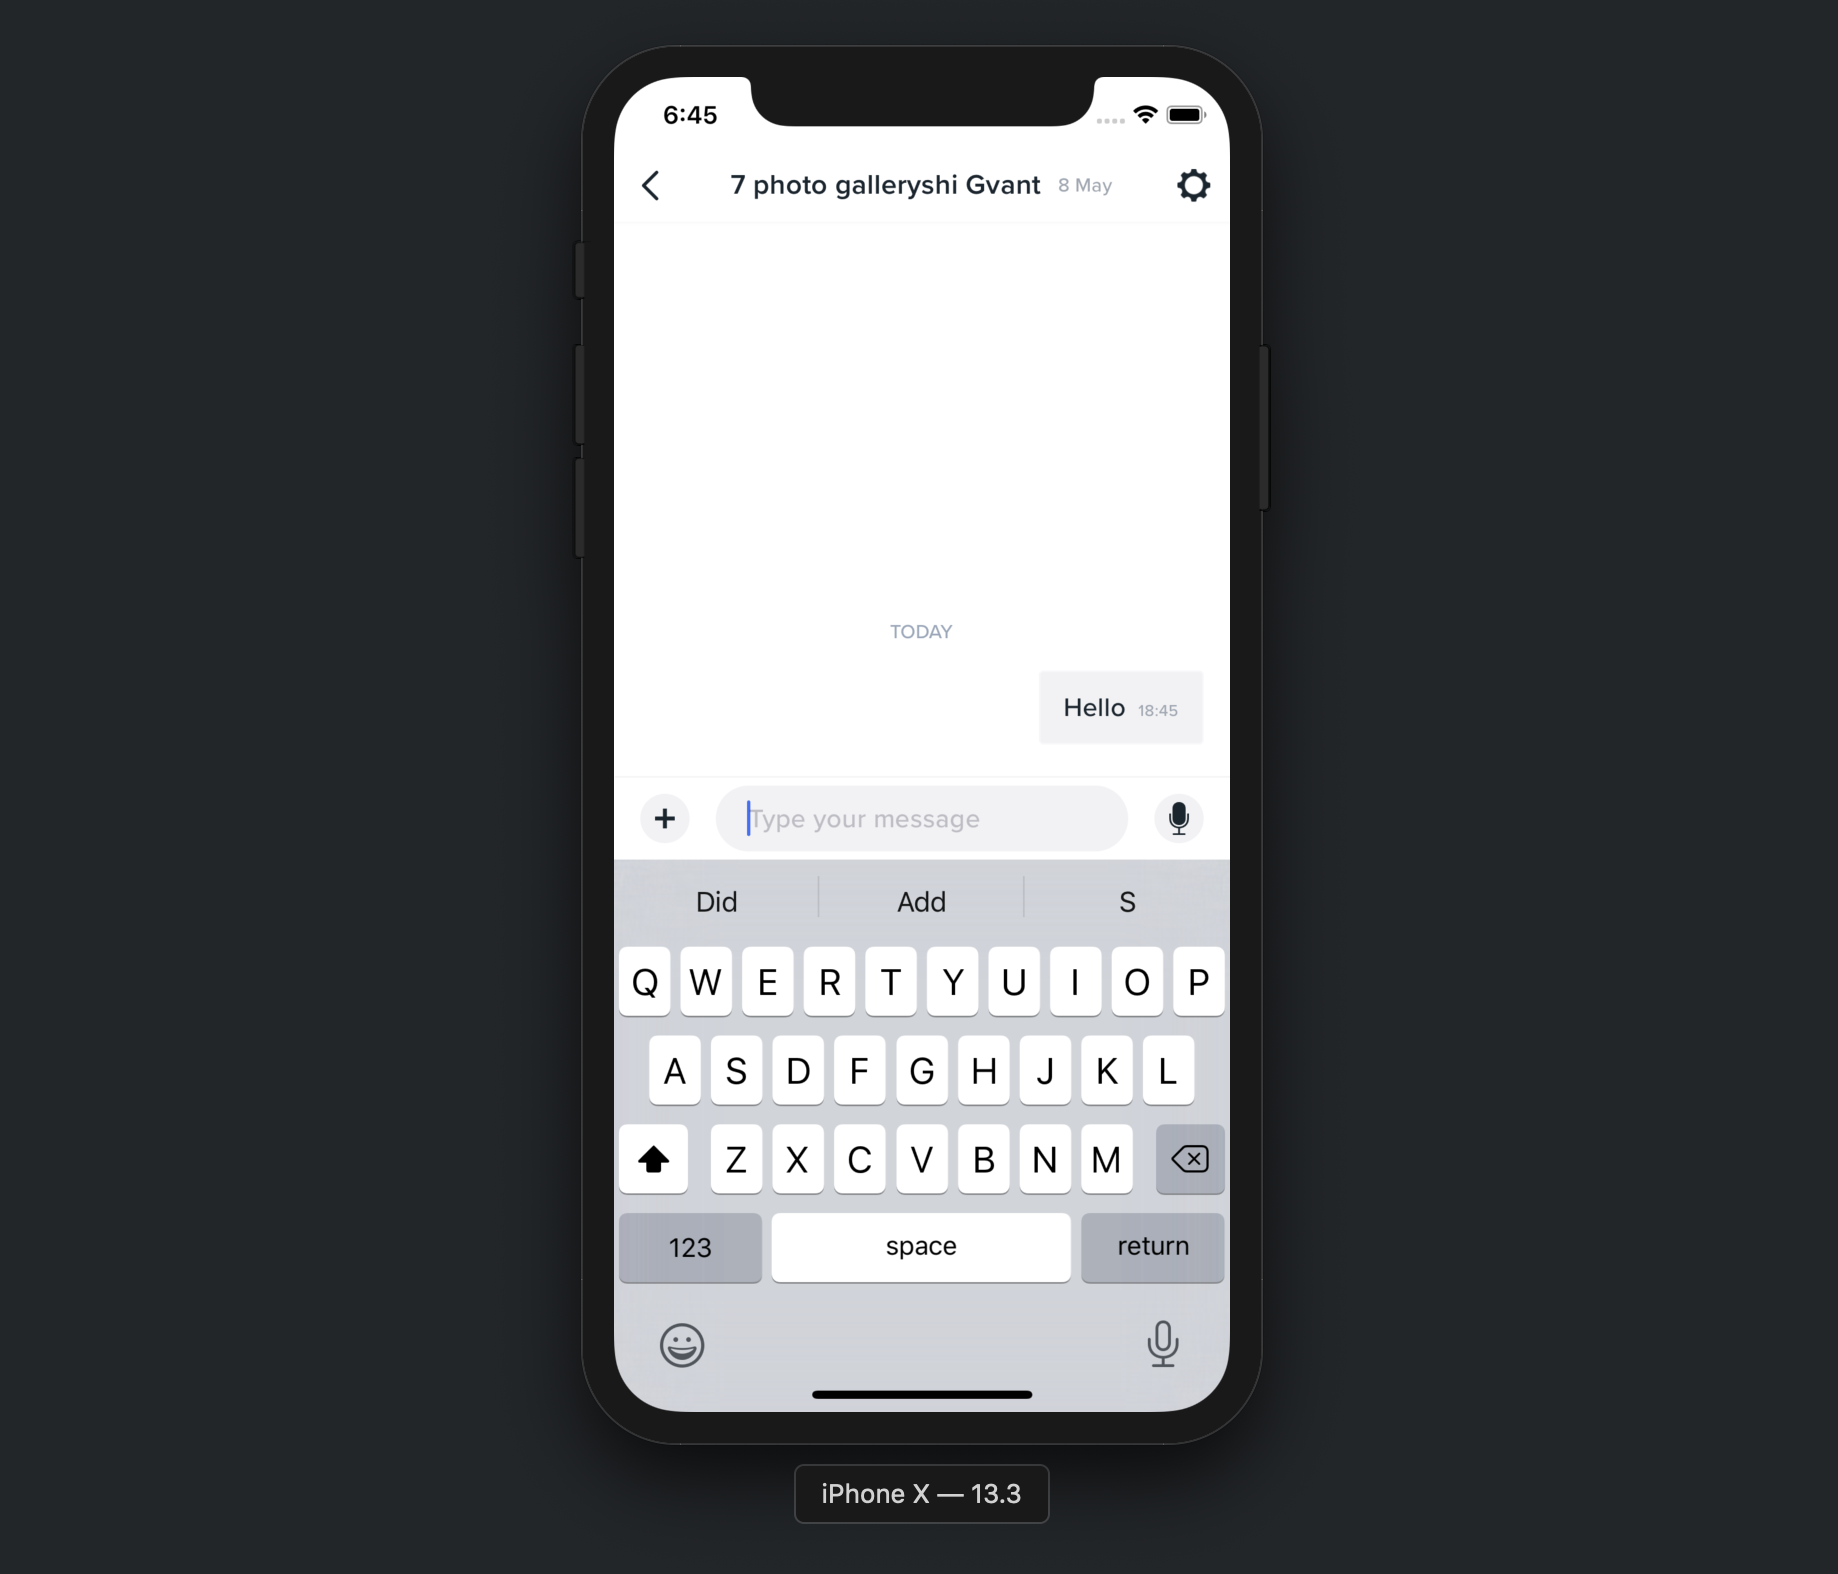 6:45
7 photo galleryshi Gvant 8 May
TODAY
Hello 18:45
Type your message
Did Add S
Q W E R T Y U I O P
A S D F G H J K L
Z X C V B N M
123 space return
iPhone X — 13.3